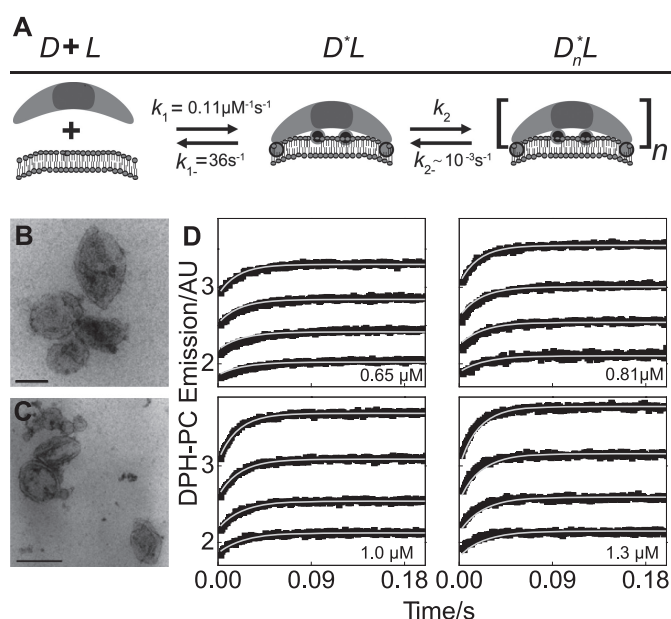 A
D + L
D*L
D*nL
+
k1 = 0.11µM-1s-1
k1- = 36s-1
k2
k2- ~ 10-3s-1
[ ]n
B
C
D
DPH-PC Emission/AU
3
2
0.65 µM
0.81µM
3
2
1.0 µM
1.3 µM
0.00
0.09
0.18
0.00
0.09
0.18
Time/s